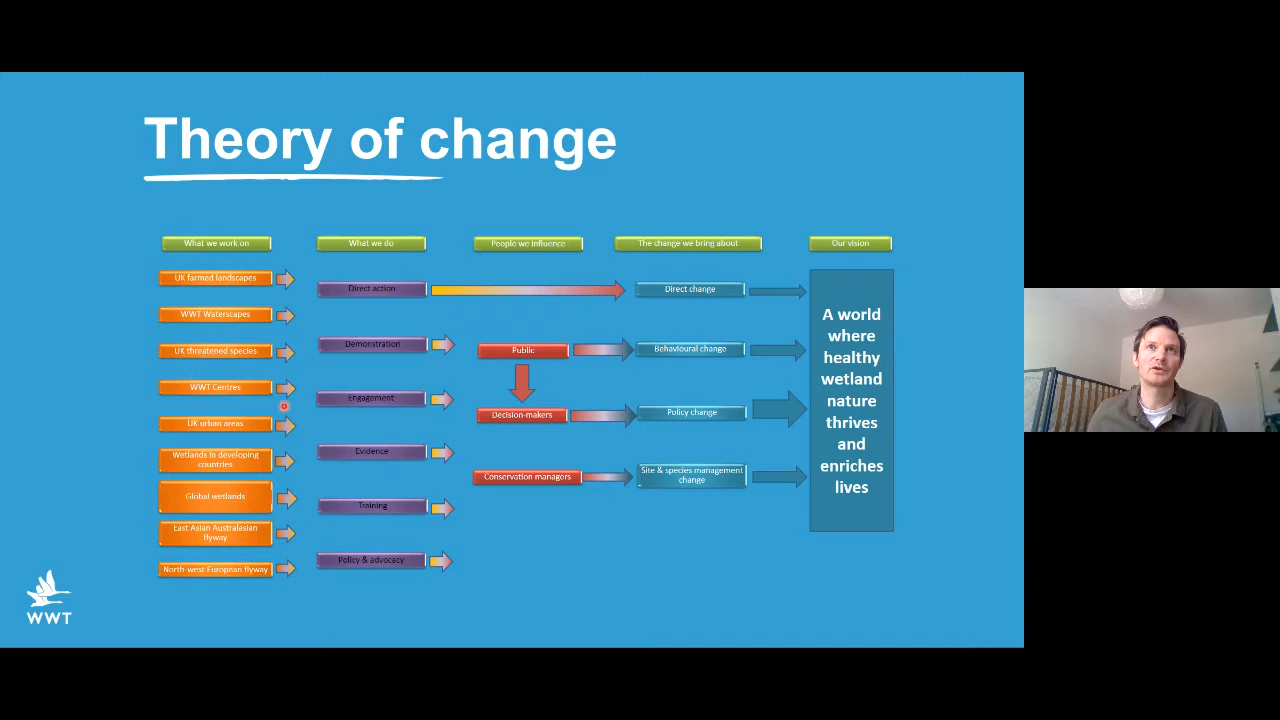 Theory of change
What we work on
What we do
People we influence
The change we bring about
Our vision
UK farmed landscapes
WWT Waterscapes
UK threatened species
WWT Centres
UK urban areas
Wetlands in developing
countries
Global wetlands
East Asian Australasian
flyway
North-west European flyway
Direct action
Demonstration
Engagement
Evidence
Training
Policy & advocacy
Public
Decision-makers
Conservation managers
Direct change
Behavioural change
Policy change
Site & species management
change
A world
where
healthy
wetland
nature
thrives
and
enriches
lives
WWT